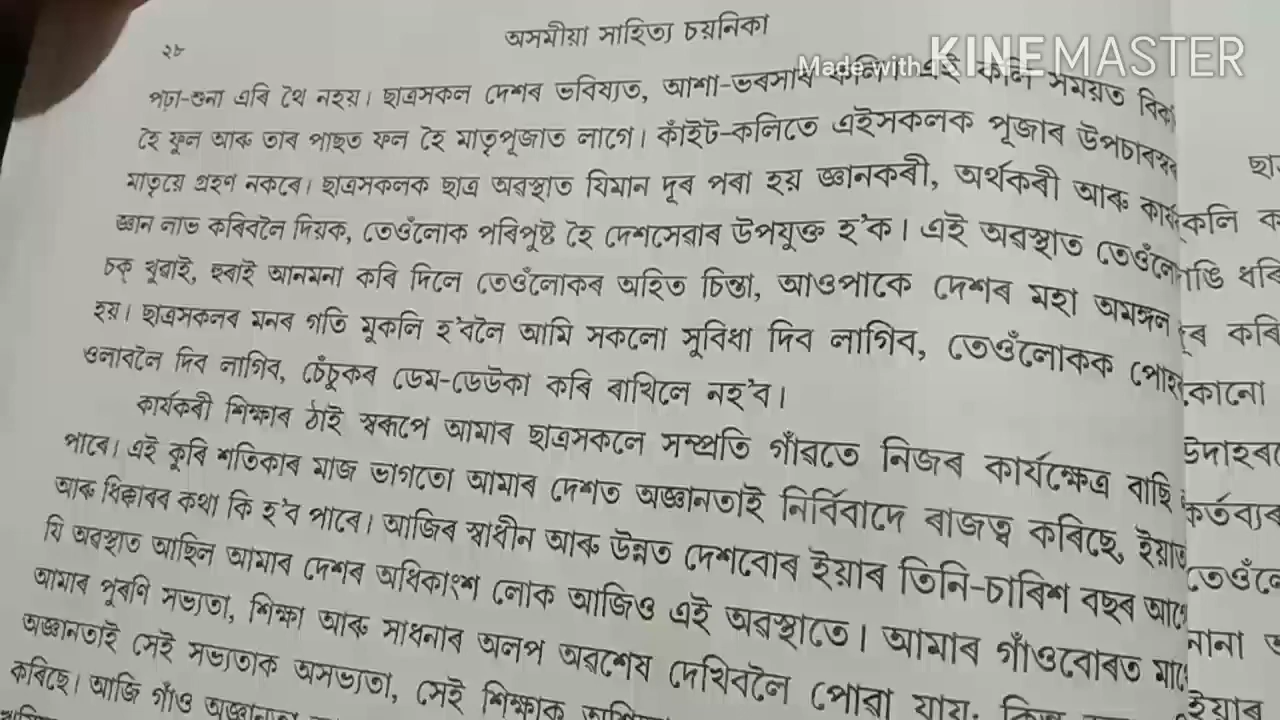 ২৮
অসমীয়া সাহিত্য চয়নিকা
Made with KINEMASTER
পঢ়া-শুনা এৰি থৈ নহয়। ছাত্ৰসকল দেশৰ ভবিষ্যত, আশা-ভৰসাৰ কলি। এই কলি সময়ত
হৈ ফুল আৰু তাৰ পাছত ফল হৈ মাতৃপূজাত লাগে। কাঁইট-কলিতে এইসকলক পূজাৰ
মাতৃয়ে গ্ৰহণ নকৰে। ছাত্ৰসকলক ছাত্ৰ অৱস্থাত যিমান দূৰ পৰা হয় জ্ঞানকৰী, অৰ্থকৰী আৰু
জ্ঞান লাভ কৰিবলৈ দিয়ক, তেওঁলোক পৰিপুষ্ট হৈ দেশসেৱাৰ উপযুক্ত হ'ক। এই অৱস্থাত
চকু খুৱাই, হুৰাই আনমনা কৰি দিলে তেওঁলোকৰ অহিত চিন্তা, আওপাকে দেশৰ মহা অমঙ্গল
হয়। ছাত্ৰসকলৰ মনৰ গতি মুকলি হ'বলৈ আমি সকলো সুবিধা দিব লাগিব, তেওঁলোকক
ওলাবলৈ দিব লাগিব, চেঁচুকৰ ডেম-ডেউকা কৰি ৰাখিলে নহ'ব।
কাৰ্যকৰী শিক্ষাৰ ঠাই স্বৰূপে আমাৰ ছাত্ৰসকলে সম্প্ৰতি গাঁৱতে নিজৰ কাৰ্যক্ষেত্ৰ বাছি
পাৰে। এই কুৰি শতিকাৰ মাজ ভাগতো আমাৰ দেশত অজ্ঞানতাই নিৰ্বিবাদে ৰাজত্ব কৰিছে,
আৰু ধিক্কাৰৰ কথা কি হ'ব পাৰে। আজিৰ স্বাধীন আৰু উন্নত দেশবোৰ ইয়াৰ তিনি-চাৰিশ বছৰ
যি অৱস্থাত আছিল আমাৰ দেশৰ অধিকাংশ লোক আজিও এই অৱস্থাতে। আমাৰ গাঁওবোৰত
আমাৰ পুৰণি সভ্যতা, শিক্ষা আৰু সাধনাৰ অলপ অৱশেষ দেখিবলৈ পোৱা যায়;
অজ্ঞানতাই সেই সভ্যতাক অসভ্যতা, সেই শিক্ষাক
কৰিছে। আজি গাঁও
কলি
ধৰি
কৰি
কোনো
কৰ্তব্যৰ
নানা
ইয়াৰ